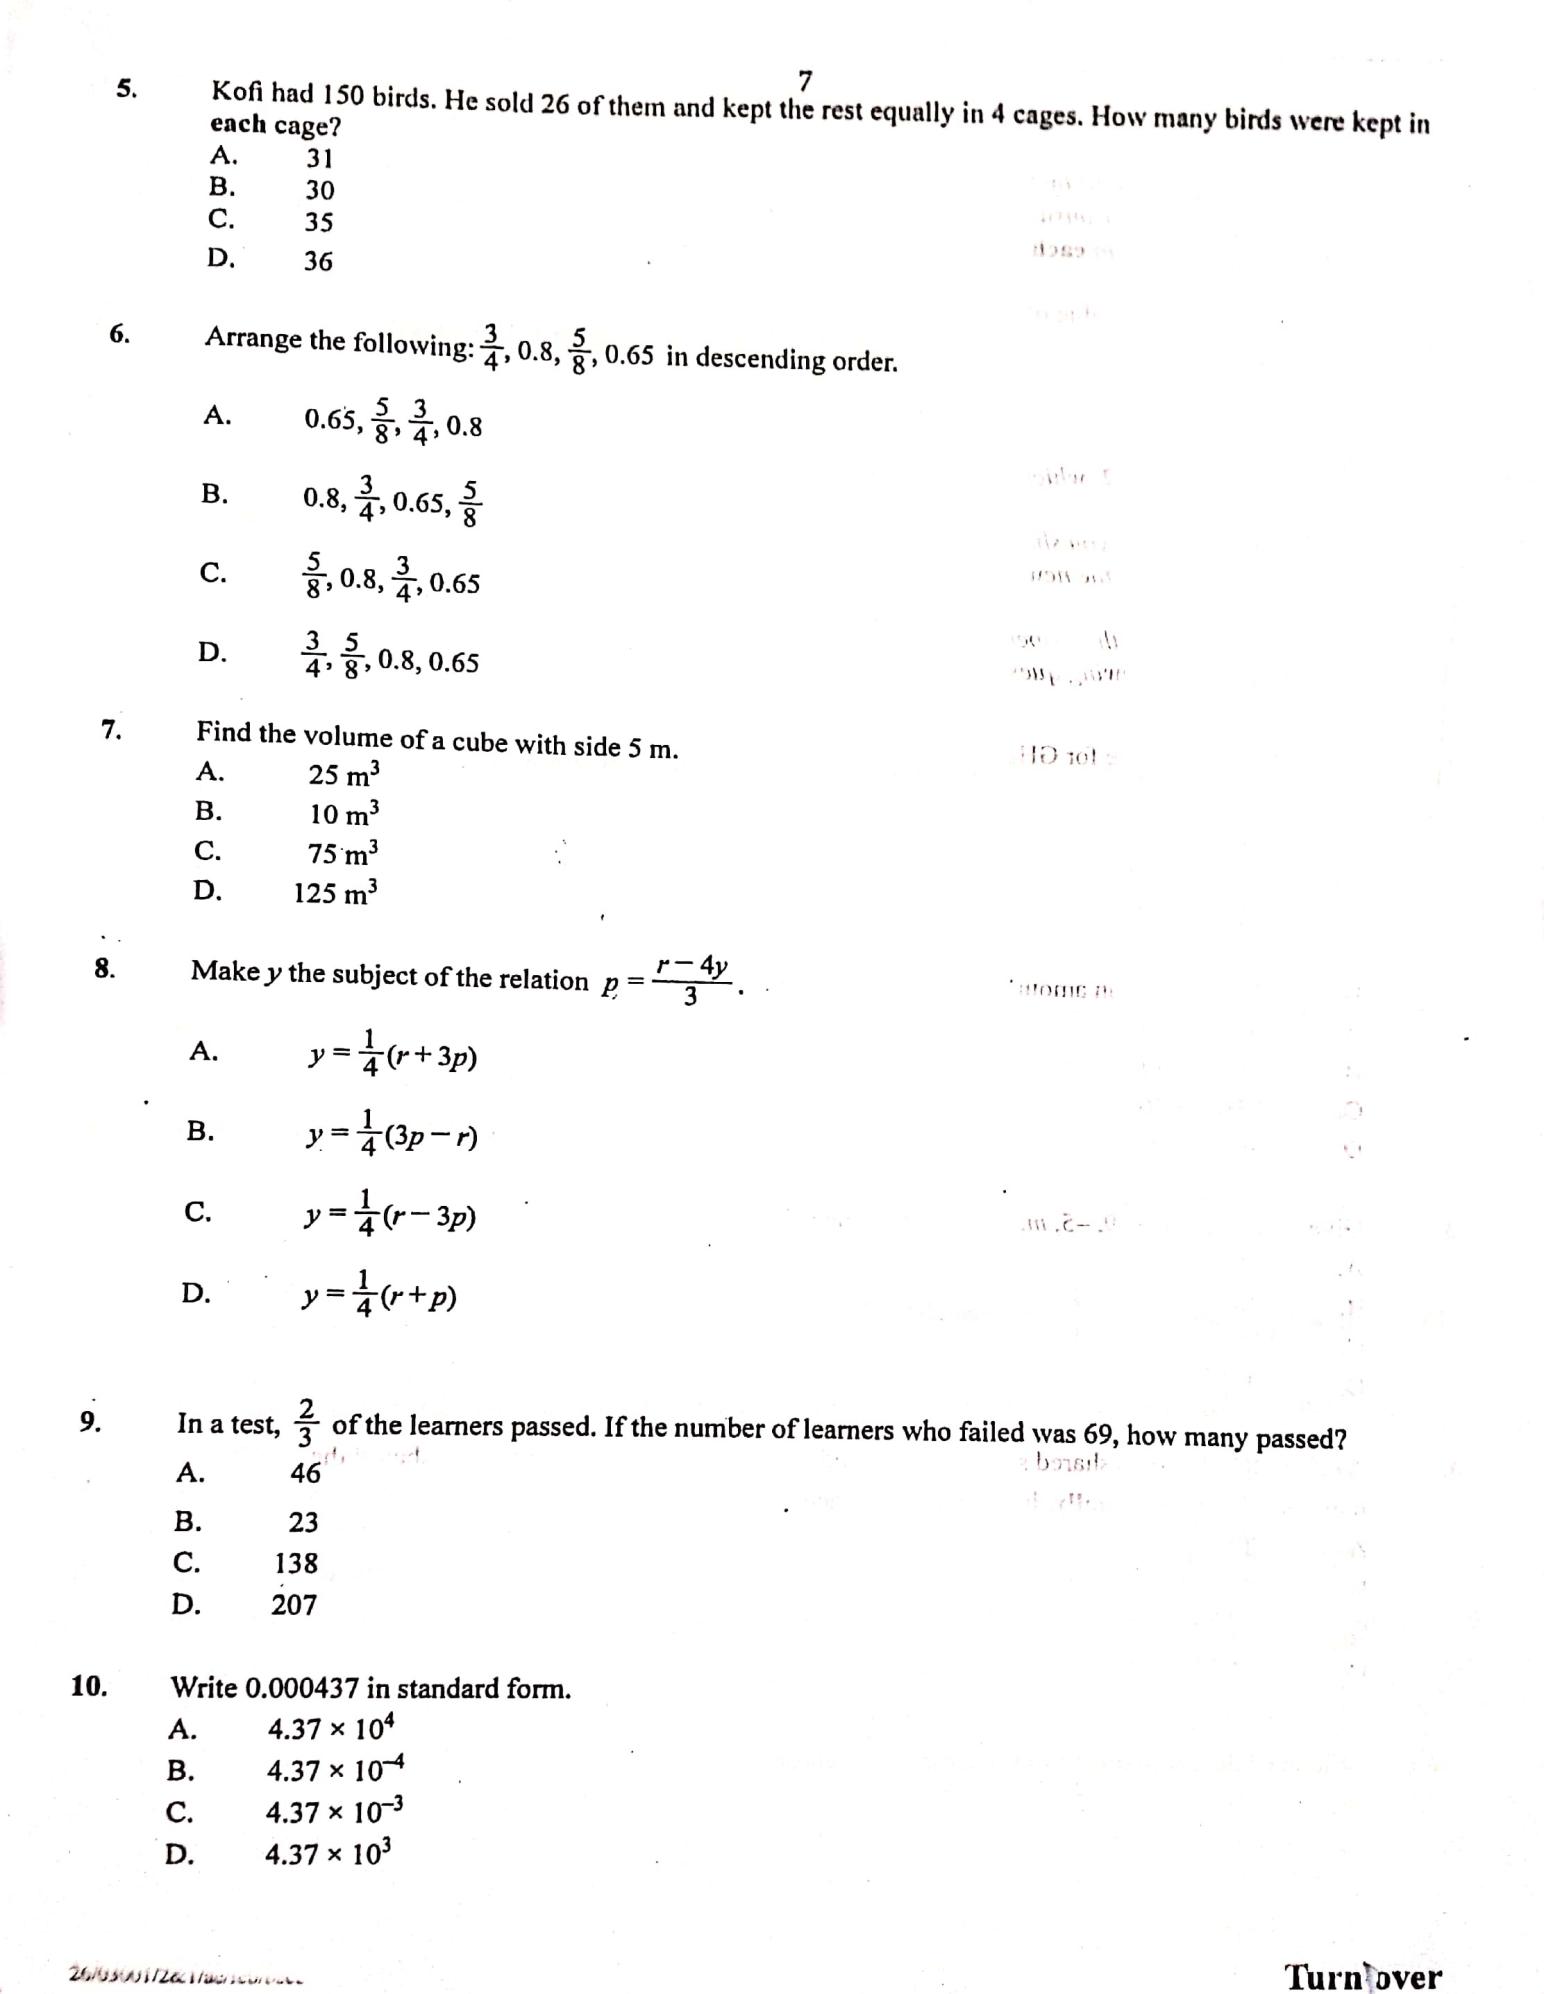 7
5. Kofi had 150 birds. He sold 26 of them and kept the rest equally in 4 cages. How many birds were kept in
each cage?
A. 31
B. 30
C. 35
D. 36
6. Arrange the following: 3/4, 0.8, 5/8, 0.65 in descending order.
A. 0.65, 5/8, 3/4, 0.8
B. 0.8, 3/4, 0.65, 5/8
C. 5/8, 0.8, 3/4, 0.65
D. 3/4, 5/8, 0.8, 0.65
7. Find the volume of a cube with side 5 m.
A. 25 m³
B. 10 m³
C. 75 m³
D. 125 m³
8. Make y the subject of the relation p = (r − 4y)/3.
A. y = 1/4(r + 3p)
B. y = 1/4(3p − r)
C. y = 1/4(r − 3p)
D. y = 1/4(r + p)
9. In a test, 2/3 of the learners passed. If the number of learners who failed was 69, how many passed?
A. 46
B. 23
C. 138
D. 207
10. Write 0.000437 in standard form.
A. 4.37 × 10⁴
B. 4.37 × 10⁻⁴
C. 4.37 × 10⁻³
D. 4.37 × 10³
Turn over